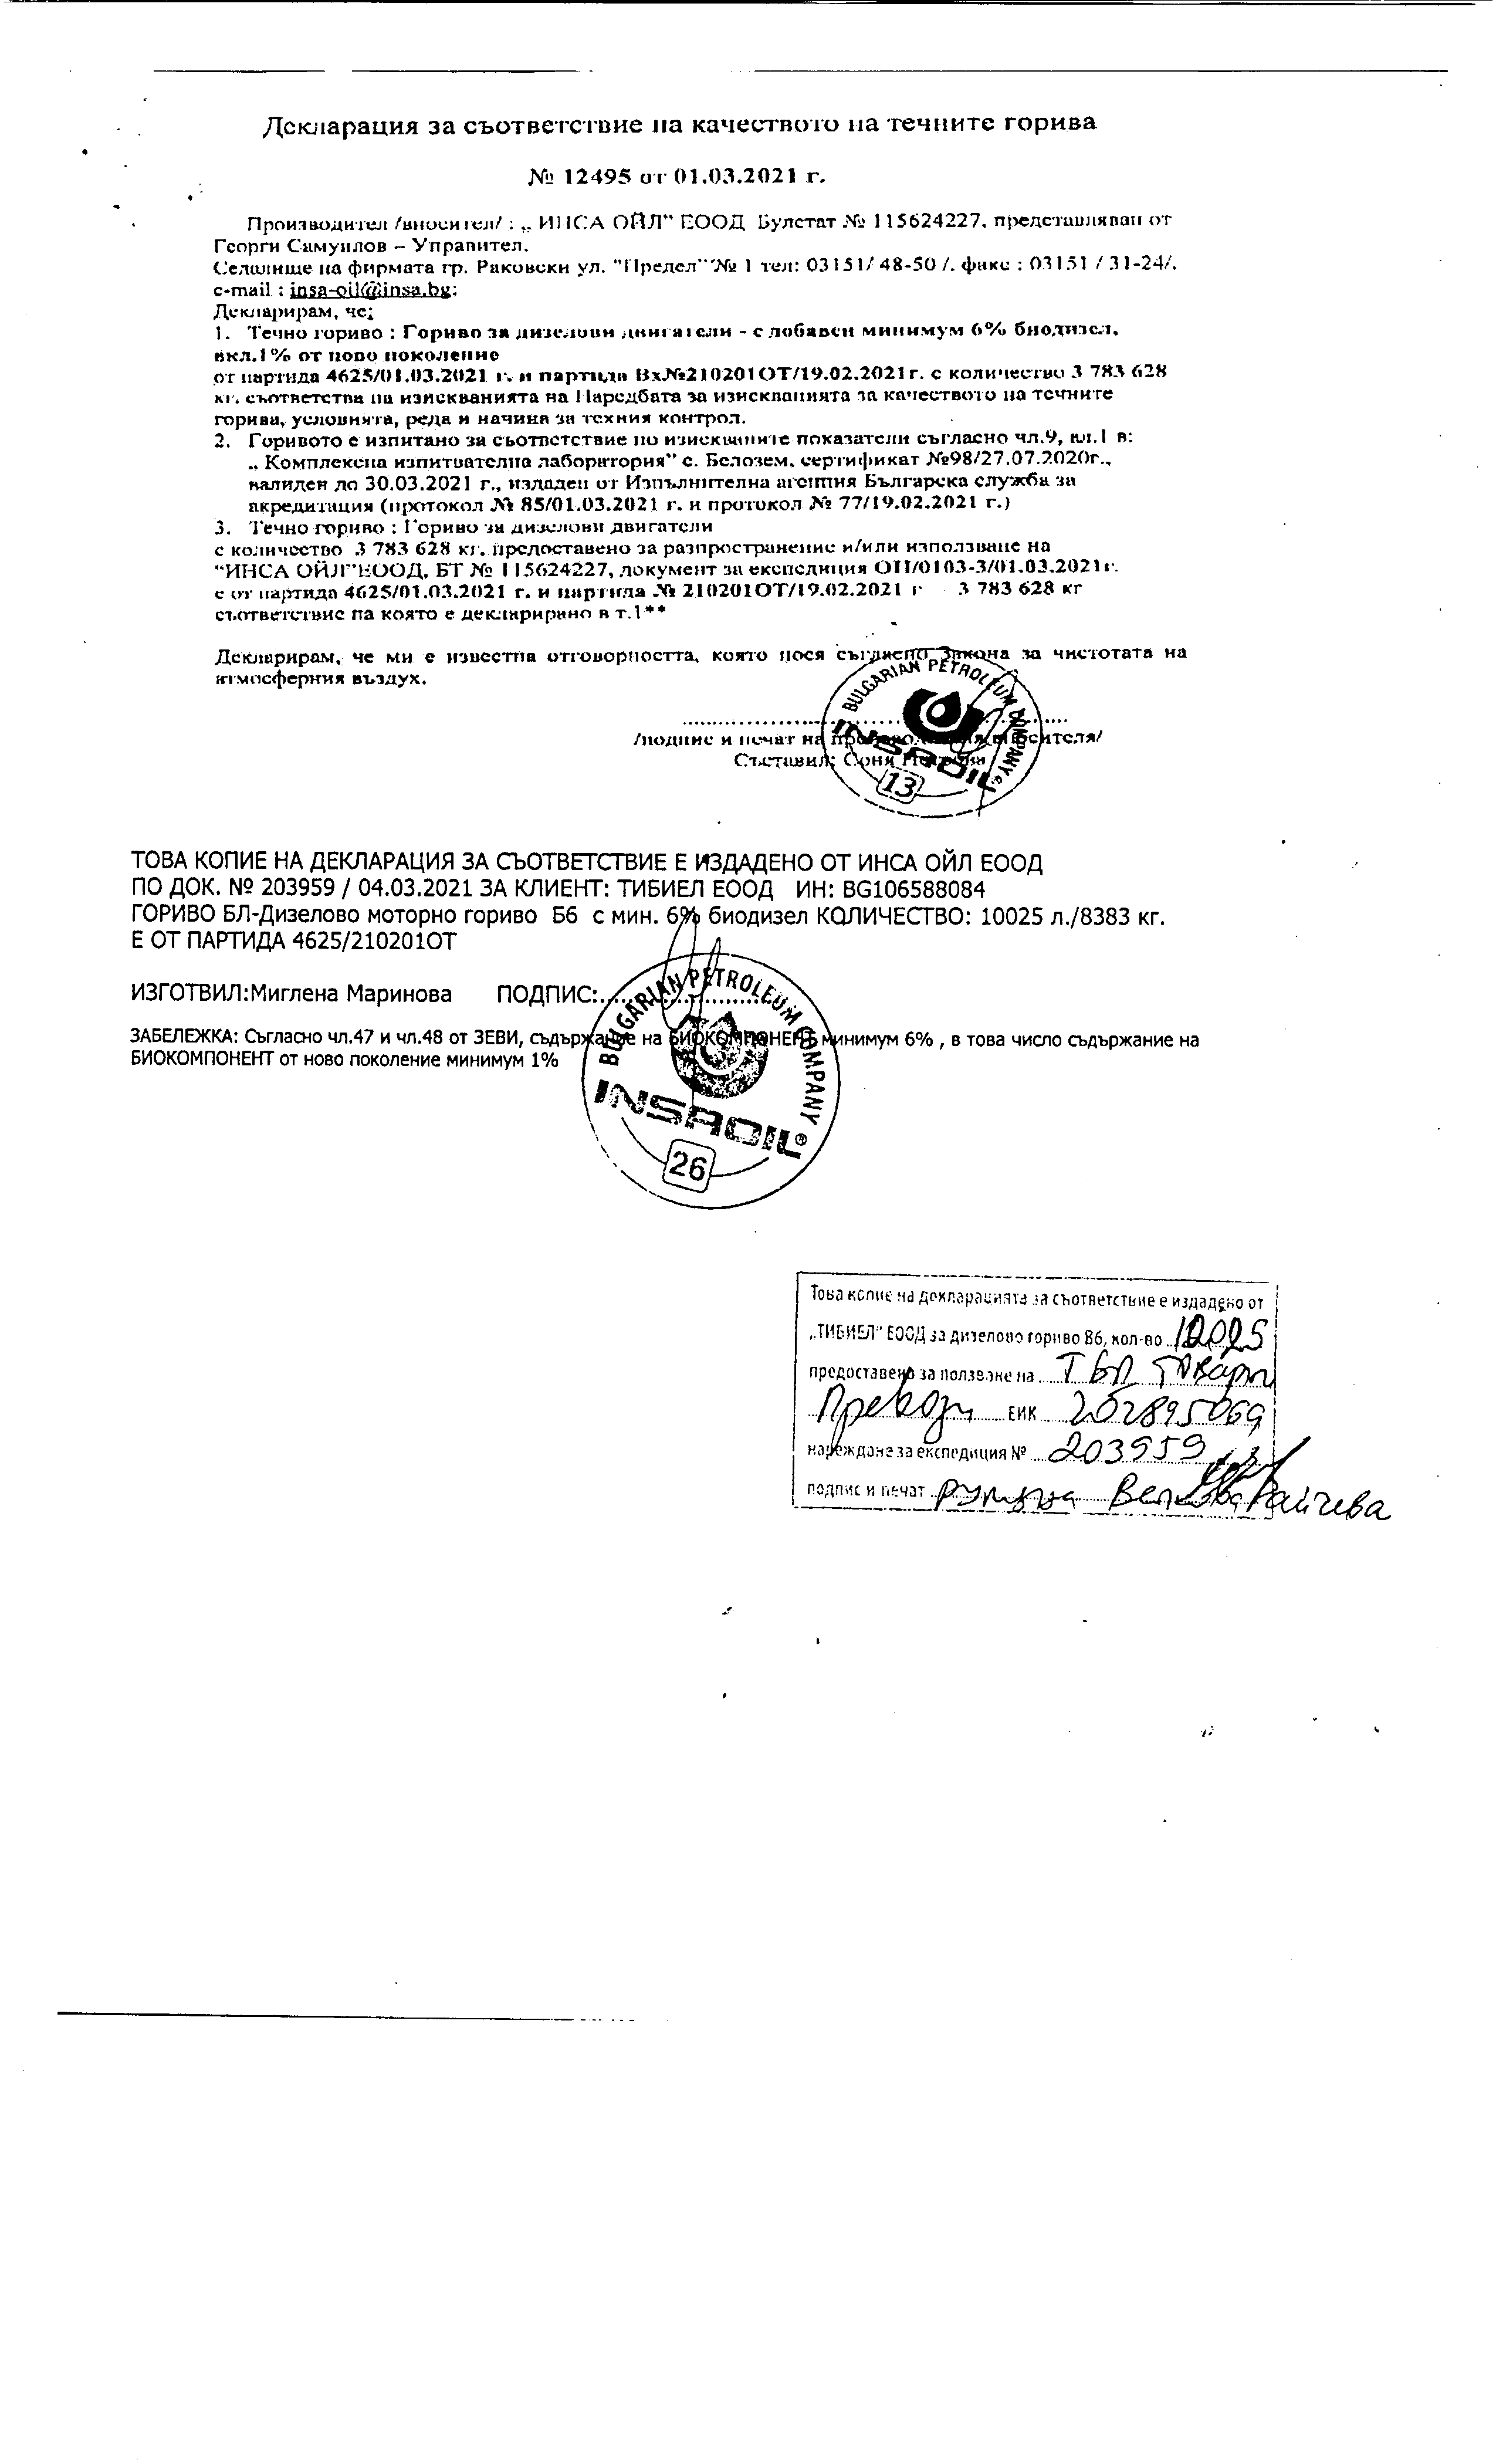 Декларация за съответствие на качеството на течните горива
№ 12495 от 01.03.2021 г.
Производител /вносител/ : „ ИНСА ОЙЛ" ЕООД Булстат № 115624227, представляван от
Георги Самуилов – Управител.
Седалище на фирмата гр. Раковски ул. "Предел" № 1 тел: 03151/ 48-50 /. факс : 03151 / 31-24/.
e-mail : insa-oil@insa.bg;
Декларирам, че;
1. Течно гориво : Гориво за дизелови двигатели - с добавен минимум 6% биодизел,
вкл.1% от ново поколение
от партида 4625/01.03.2021 г. и партида Вх№210201ОТ/19.02.2021г. с количество 3 783 628
кг. съответства на изискванията на Наредбата за изискванията за качеството на течните
горива, условията, реда и начина за техния контрол.
2. Горивото е изпитано за съответствие по изискваните показатели съгласно чл.9, ал.1 в:
„ Комплексна изпитвателна лаборатория" с. Белозем, сертификат №98/27.07.2020г.,
валиден до 30.03.2021 г., издаден от Изпълнителна агенция Българска служба за
акредитация (протокол № 85/01.03.2021 г. и протокол № 77/19.02.2021 г.)
3. Течно гориво : Гориво за дизелови двигатели
с количество 3 783 628 кг. предоставено за разпространение и/или използване на
"ИНСА ОЙЛ"ЕООД, БТ № 115624227, документ за експедиция ОП/0103-3/01.03.2021г.
е от партида 4625/01.03.2021 г. и партида № 210201ОТ/19.02.2021 г 3 783 628 кг
съответствие на която е декларирано в т.1**
Декларирам, че ми е известна отговорността, която нося съгласно Закона за чистотата на
атмосферния въздух.
/подпис и печат на производителя/вносителя/
Съставил: Соня Петрова
BULGARIAN PETROLEUM COMPANY
INSAOIL
13
ТОВА КОПИЕ НА ДЕКЛАРАЦИЯ ЗА СЪОТВЕТСТВИЕ Е ИЗДАДЕНО ОТ ИНСА ОЙЛ ЕООД
ПО ДОК. № 203959 / 04.03.2021 ЗА КЛИЕНТ: ТИБИЕЛ ЕООД ИН: BG106588084
ГОРИВО БЛ-Дизелово моторно гориво Б6 с мин. 6% биодизел КОЛИЧЕСТВО: 10025 л./8383 кг.
Е ОТ ПАРТИДА 4625/210201ОТ
ИЗГОТВИЛ:Миглена Маринова ПОДПИС:
ЗАБЕЛЕЖКА: Съгласно чл.47 и чл.48 от ЗЕВИ, съдържание на БИОКОМПОНЕНТ минимум 6% , в това число съдържание на
БИОКОМПОНЕНТ от ново поколение минимум 1%
BULGARIAN PETROLEUM COMPANY
INSAOIL®
26
Това копие на декларацията за съответствие е издадено от
„ТИБИЕЛ" ЕООД за дизелово гориво B6, кол-во 10025
предоставено за ползване на ТБП Товарни
Превози ЕИК 202895069
нареждане за експедиция № 203959
подпис и печат Румяна Велкова Райчева